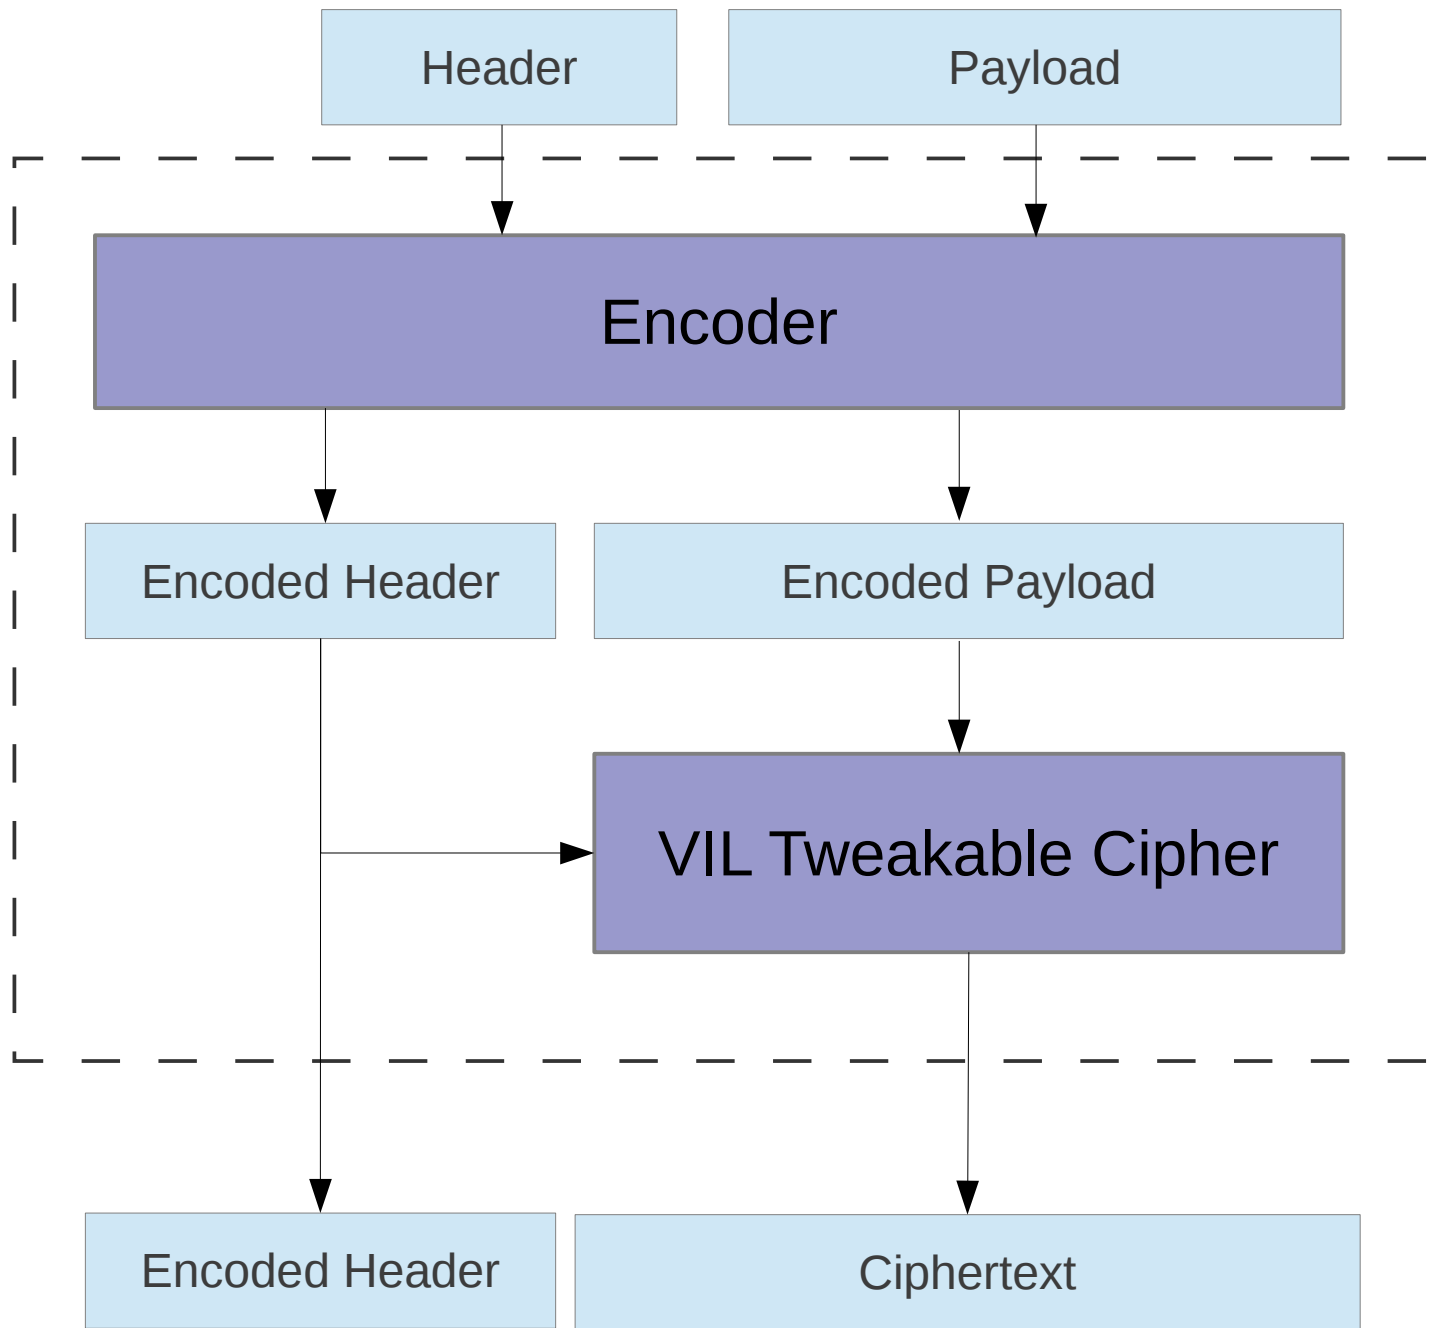 Header
Payload
Encoder
Encoded Header
Encoded Payload
VIL Tweakable Cipher
Encoded Header
Ciphertext